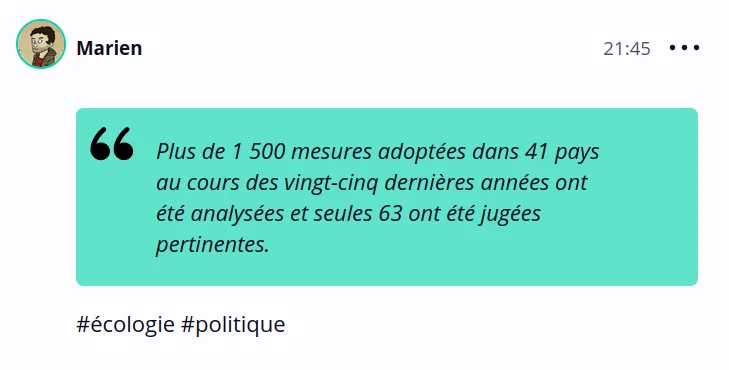 Marien
21:45
Plus de 1 500 mesures adoptées dans 41 pays
au cours des vingt-cinq dernières années ont
été analysées et seules 63 ont été jugées
pertinentes.
#écologie #politique